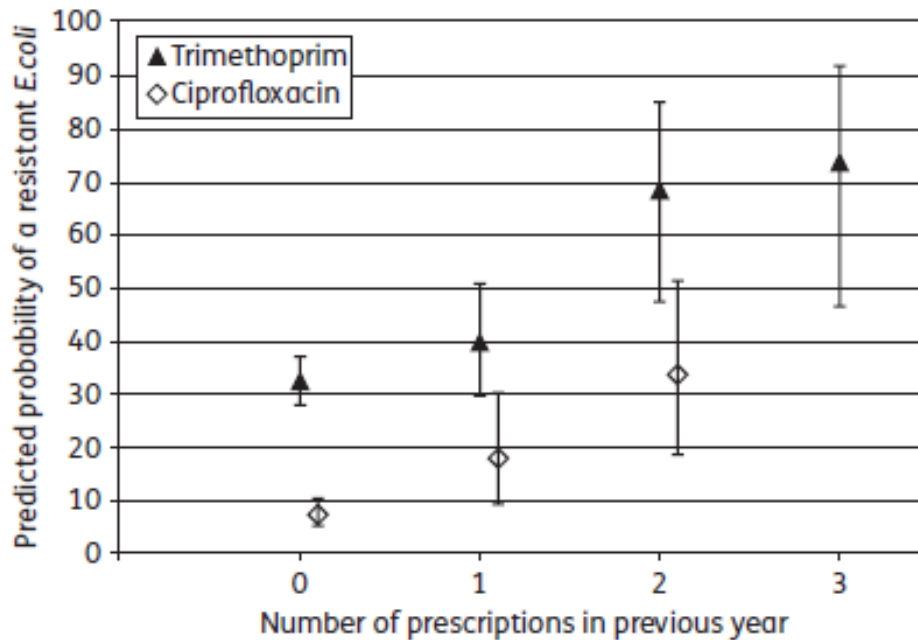 Predicted probability of a resistant E.coli
100
90
80
70
60
50
40
30
20
10
0
Trimethoprim
Ciprofloxacin
0 1 2 3
Number of prescriptions in previous year